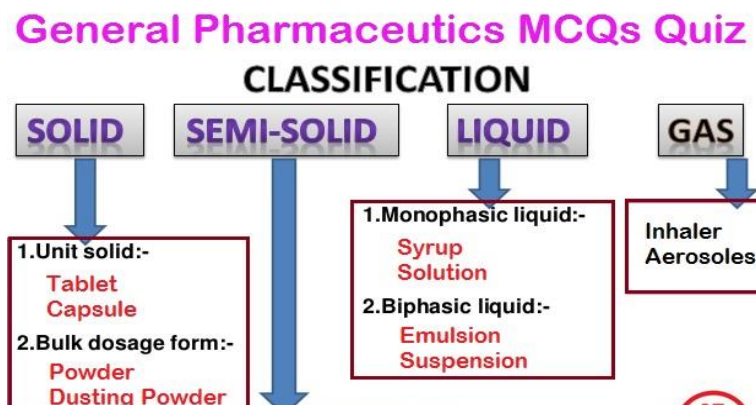 General Pharmaceutics MCQs Quiz
CLASSIFICATION
SOLID
SEMI-SOLID
LIQUID
GAS
1.Unit solid:-
Tablet
Capsule
2.Bulk dosage form:-
Powder
Dusting Powder
1.Monophasic liquid:-
Syrup
Solution
2.Biphasic liquid:-
Emulsion
Suspension
Inhaler
Aerosoles